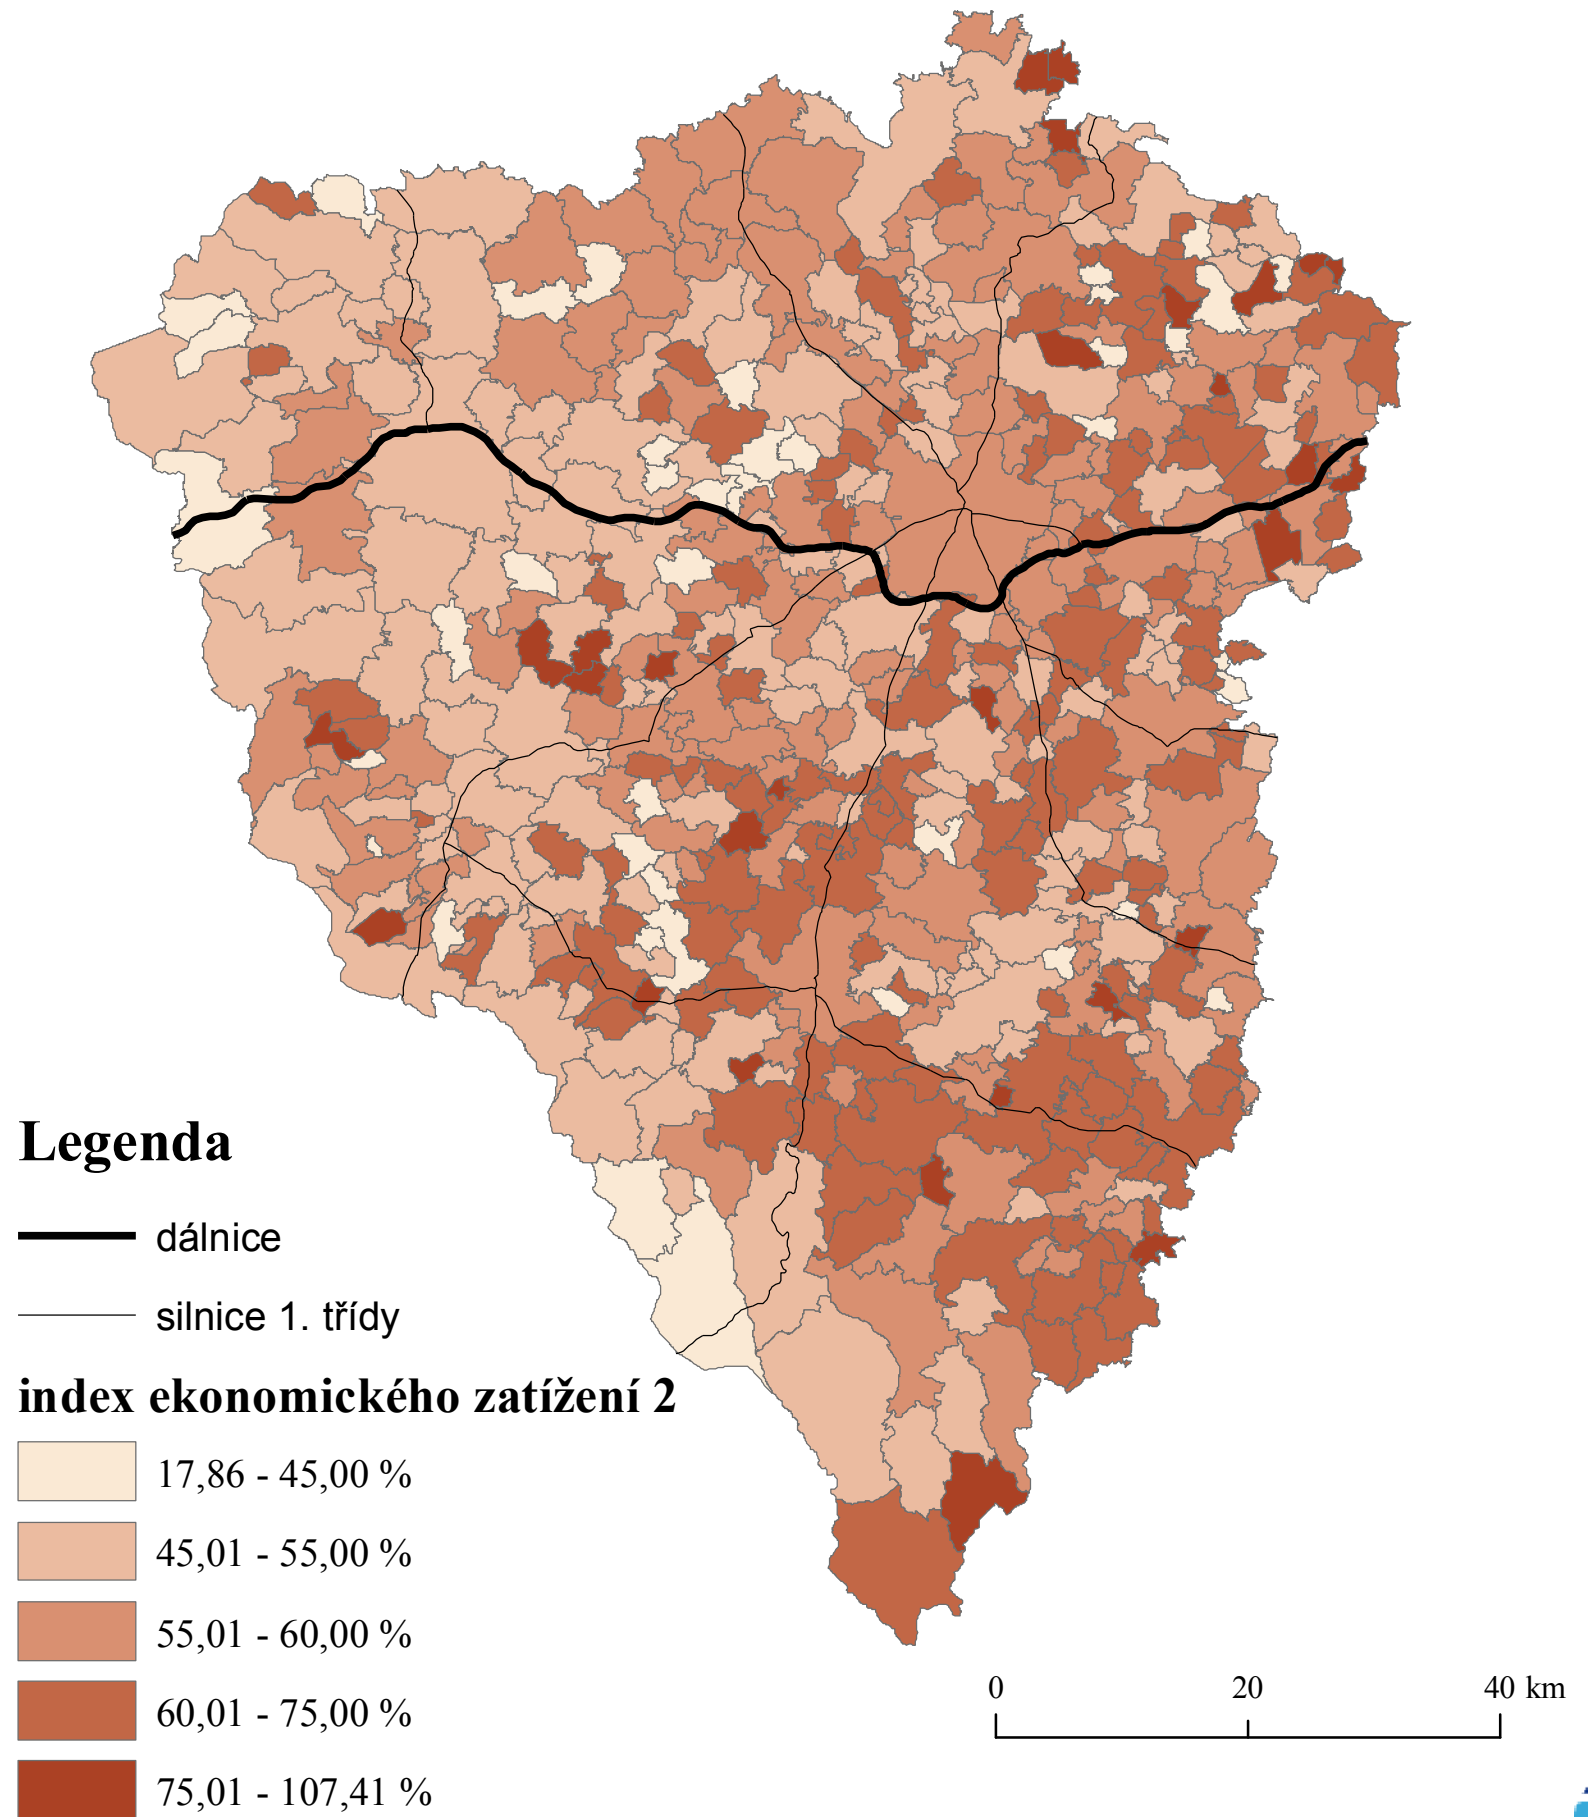 Legenda
dálnice
silnice 1. třídy
index ekonomického zatížení 2
17,86 - 45,00 %
45,01 - 55,00 %
55,01 - 60,00 %
60,01 - 75,00 %
75,01 - 107,41 %
0 20 40 km